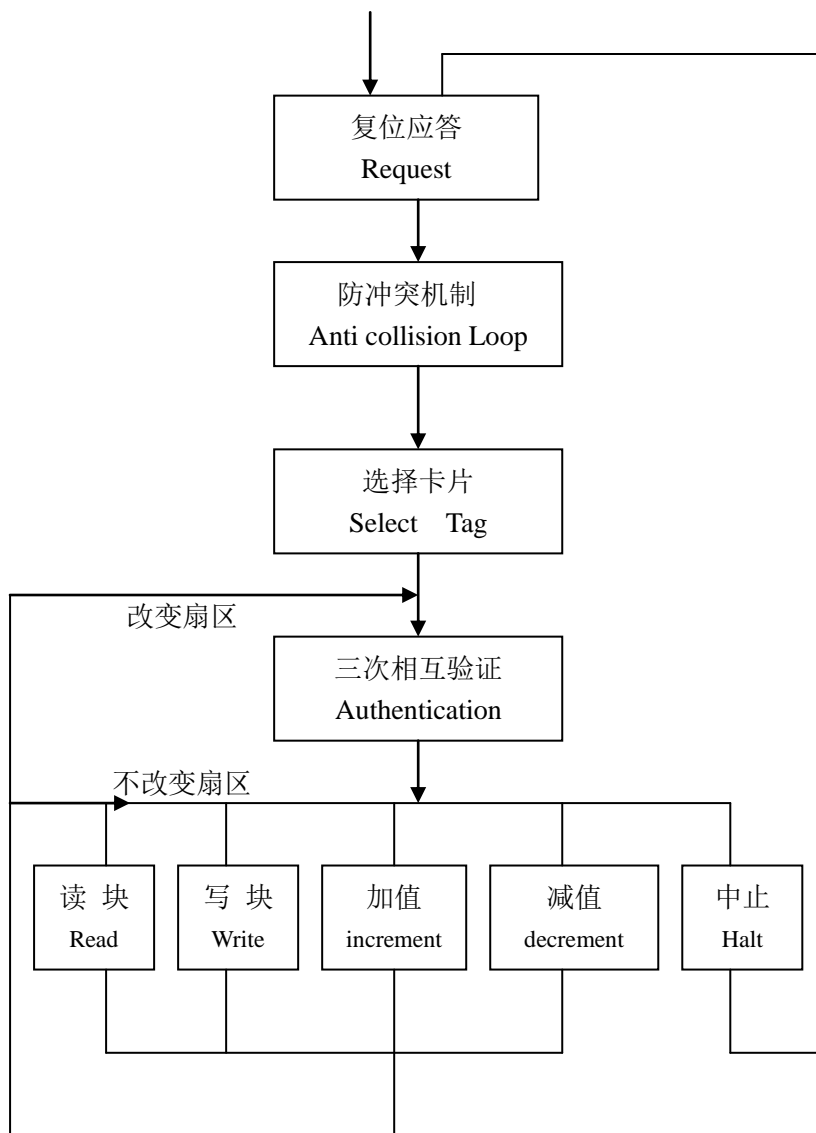 复位应答
Request
防冲突机制
Anti collision Loop
选择卡片
Select Tag
改变扇区
三次相互验证
Authentication
不改变扇区
读 块
Read
写 块
Write
加值
increment
减值
decrement
中止
Halt